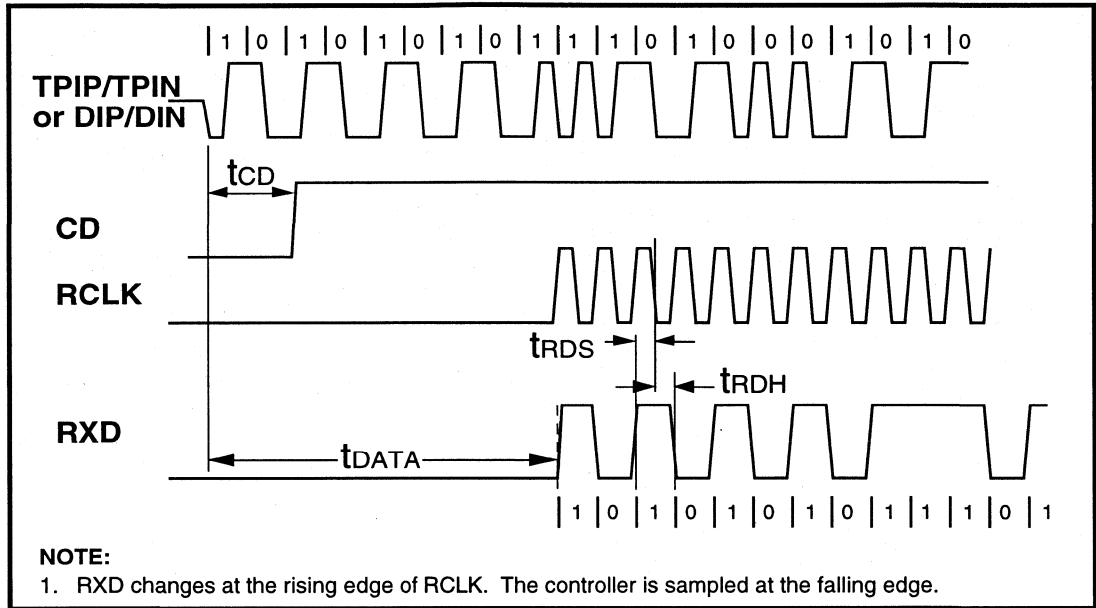 | 1 | 0 | 1 | 0 | 1 | 0 | 1 | 0 | 1 | 1 | 1 | 0 | 1 | 0 | 0 | 0 | 1 | 0 | 1 | 0
TPIP/TPIN
or DIP/DIN
tCD
CD
RCLK
tRDS
tRDH
RXD
tDATA
| 1 | 0 | 1 | 0 | 1 | 0 | 1 | 0 | 1 | 1 | 1 | 0 | 1
NOTE:
1. RXD changes at the rising edge of RCLK. The controller is sampled at the falling edge.